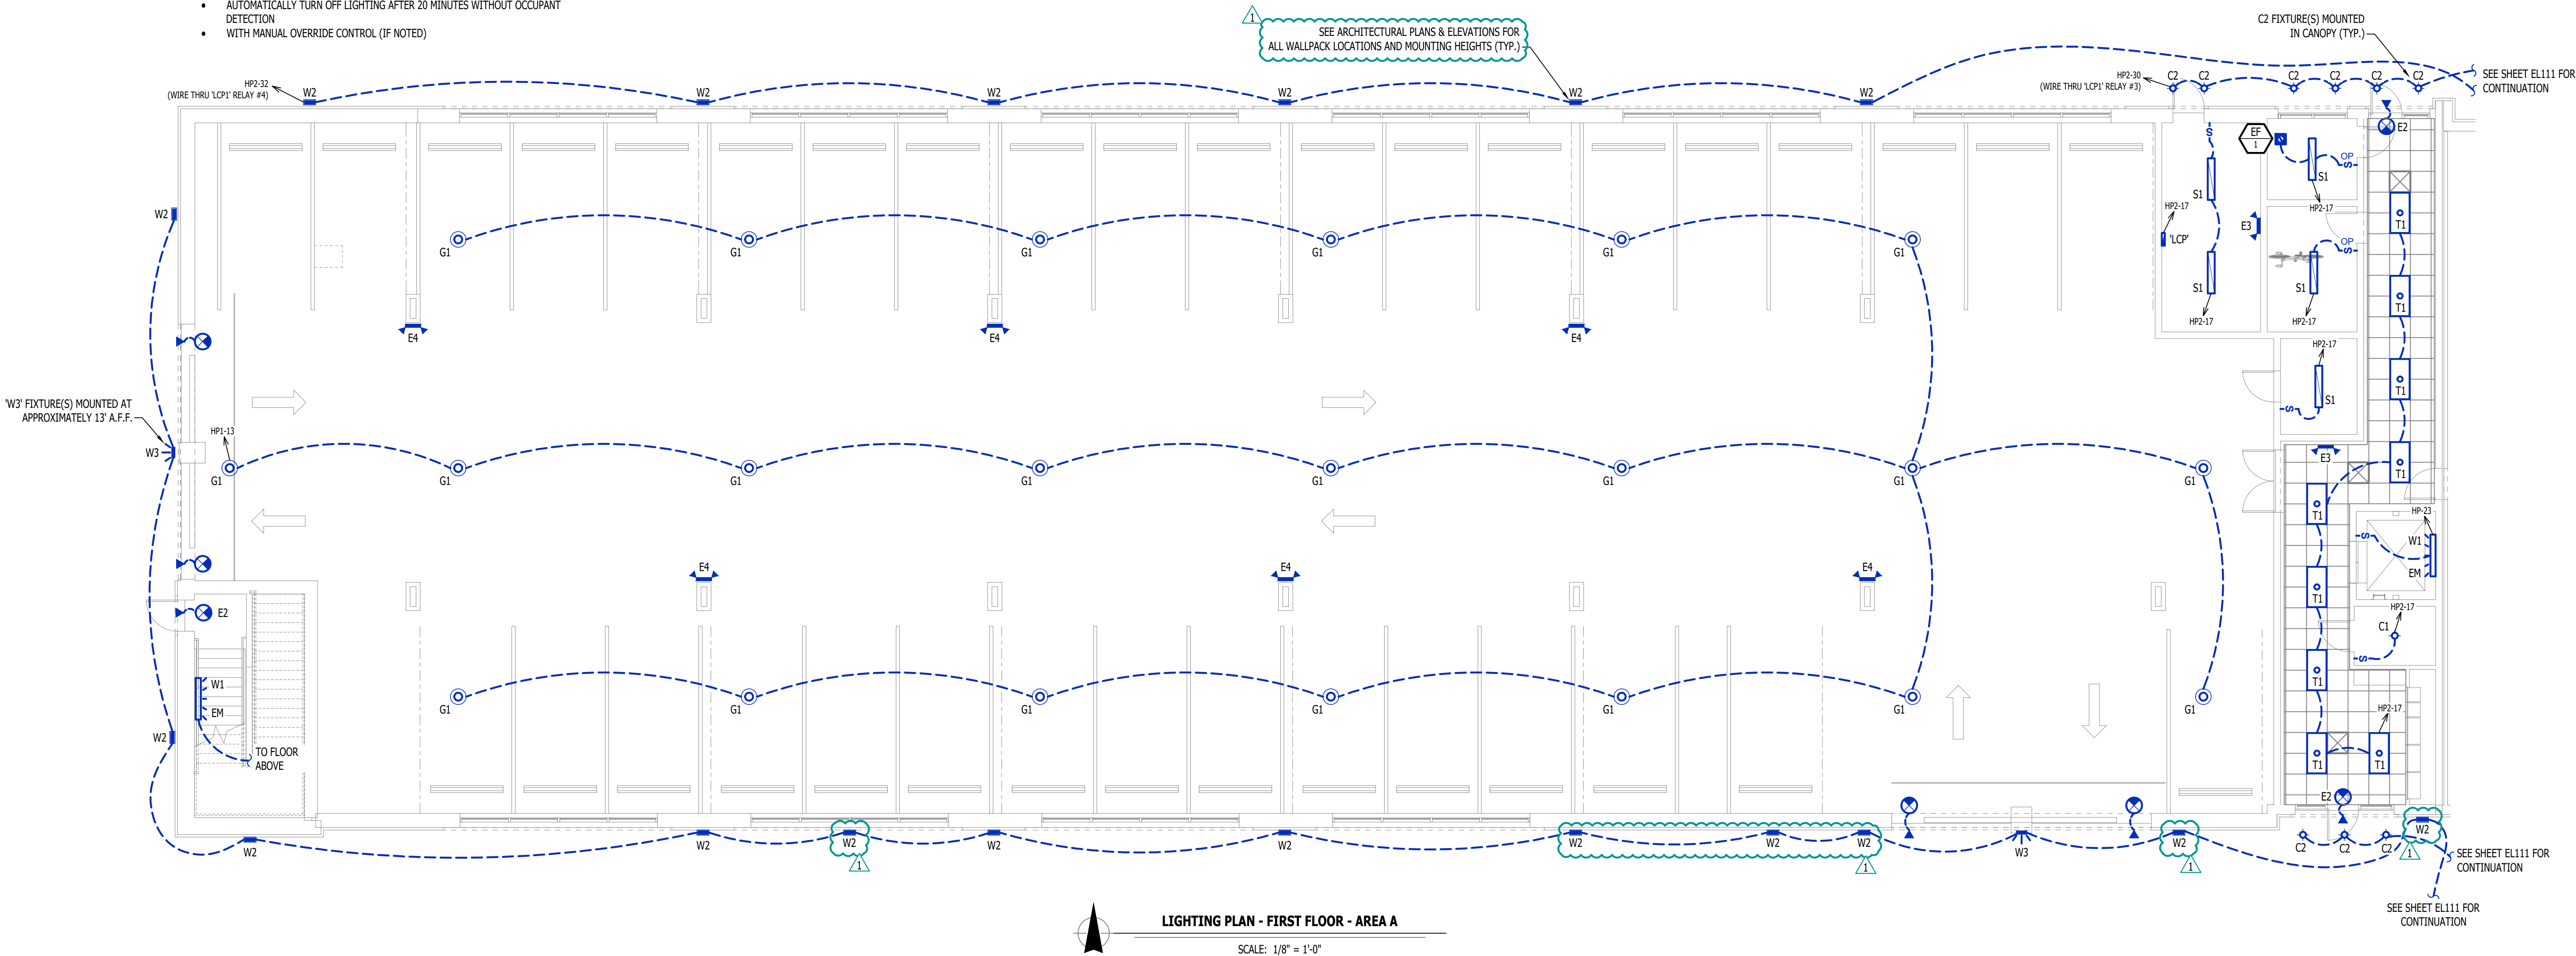 • AUTOMATICALLY TURN OFF LIGHTING AFTER 20 MINUTES WITHOUT OCCUPANT
DETECTION
• WITH MANUAL OVERRIDE CONTROL (IF NOTED)
1
SEE ARCHITECTURAL PLANS & ELEVATIONS FOR
ALL WALLPACK LOCATIONS AND MOUNTING HEIGHTS (TYP.)
C2 FIXTURE(S) MOUNTED
IN CANOPY (TYP.)
SEE SHEET EL111 FOR
CONTINUATION
HP2-32
(WIRE THRU 'LCP1' RELAY #4)
W2 W2 W2 W2 W2 W2
HP2-30
(WIRE THRU 'LCP1' RELAY #3)
C2 C2 C2 C2 C2 C2
E2
S
EF
1
OP
S
S1
S1
HP2-17
HP2-17
'LCP'
E3
W2
T1
OP
S
G1 G1 G1 G1 G1 G1
S1
S1
HP2-17
HP2-17
T1
E4 E4 E4
HP2-17
S1
S
T1
'W3' FIXTURE(S) MOUNTED AT
APPROXIMATELY 13' A.F.F.
W3
HP1-13
G1 G1 G1 G1 G1 G1 G1 G1
E3
T1
T1
HP-23
W1
S
EM
E4 E4 E4
T1
E2
HP2-17
C1
S
T1
W1
EM
G1 G1 G1 G1 G1 G1 G1
HP2-17
W2
TO FLOOR
ABOVE
T1 T1
E2
W2 W2 W2 W2 W2 W2 W2 W2 W3 W2 C2 C2 C2 W2
1 1 1 1
SEE SHEET EL111 FOR
CONTINUATION
SEE SHEET EL111 FOR
CONTINUATION
LIGHTING PLAN - FIRST FLOOR - AREA A
SCALE: 1/8" = 1'-0"